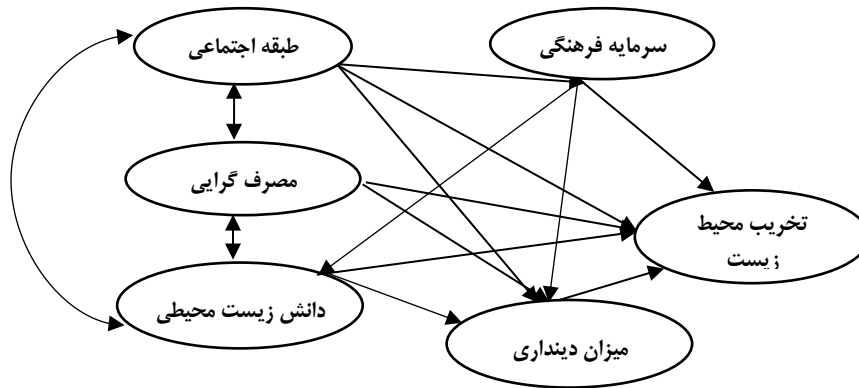 طبقه اجتماعی
سرمایه فرهنگی
مصرف گرایی
تخریب محیط
زیست
دانش زیست محیطی
میزان دینداری